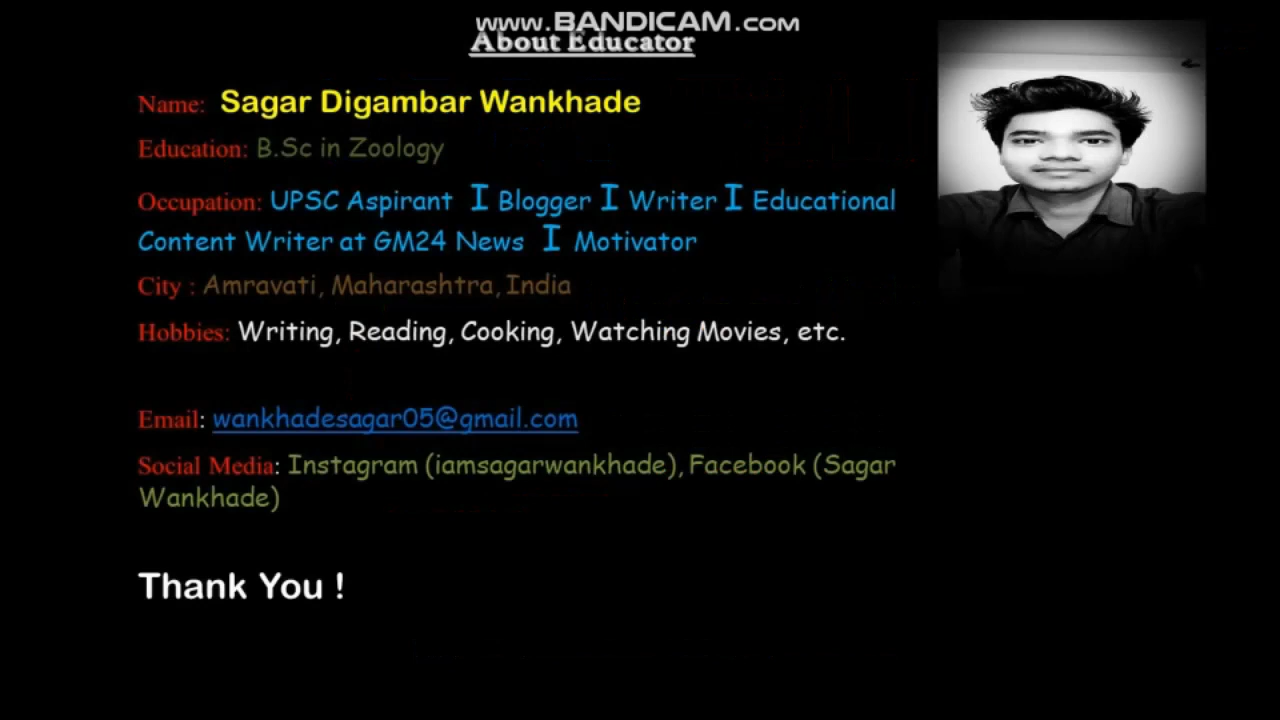 www.BANDICAM.com
About Educator
Name: Sagar Digambar Wankhade
Education: B.Sc in Zoology
Occupation: UPSC Aspirant I Blogger I Writer I Educational
Content Writer at GM24 News I Motivator
City : Amravati, Maharashtra, India
Hobbies: Writing, Reading, Cooking, Watching Movies, etc.
Email: wankhadesagar05@gmail.com
Social Media: Instagram (iamsagarwankhade), Facebook (Sagar
Wankhade)
Thank You !